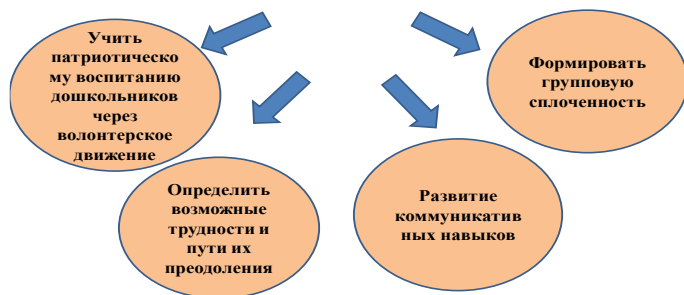 Учить
патриотическо
му воспитанию
дошкольников
через
волонтерское
движение
Определить
возможные
трудности и
пути их
преодоления
Развитие
коммуникатив
ных навыков
Формировать
групповую
сплоченность